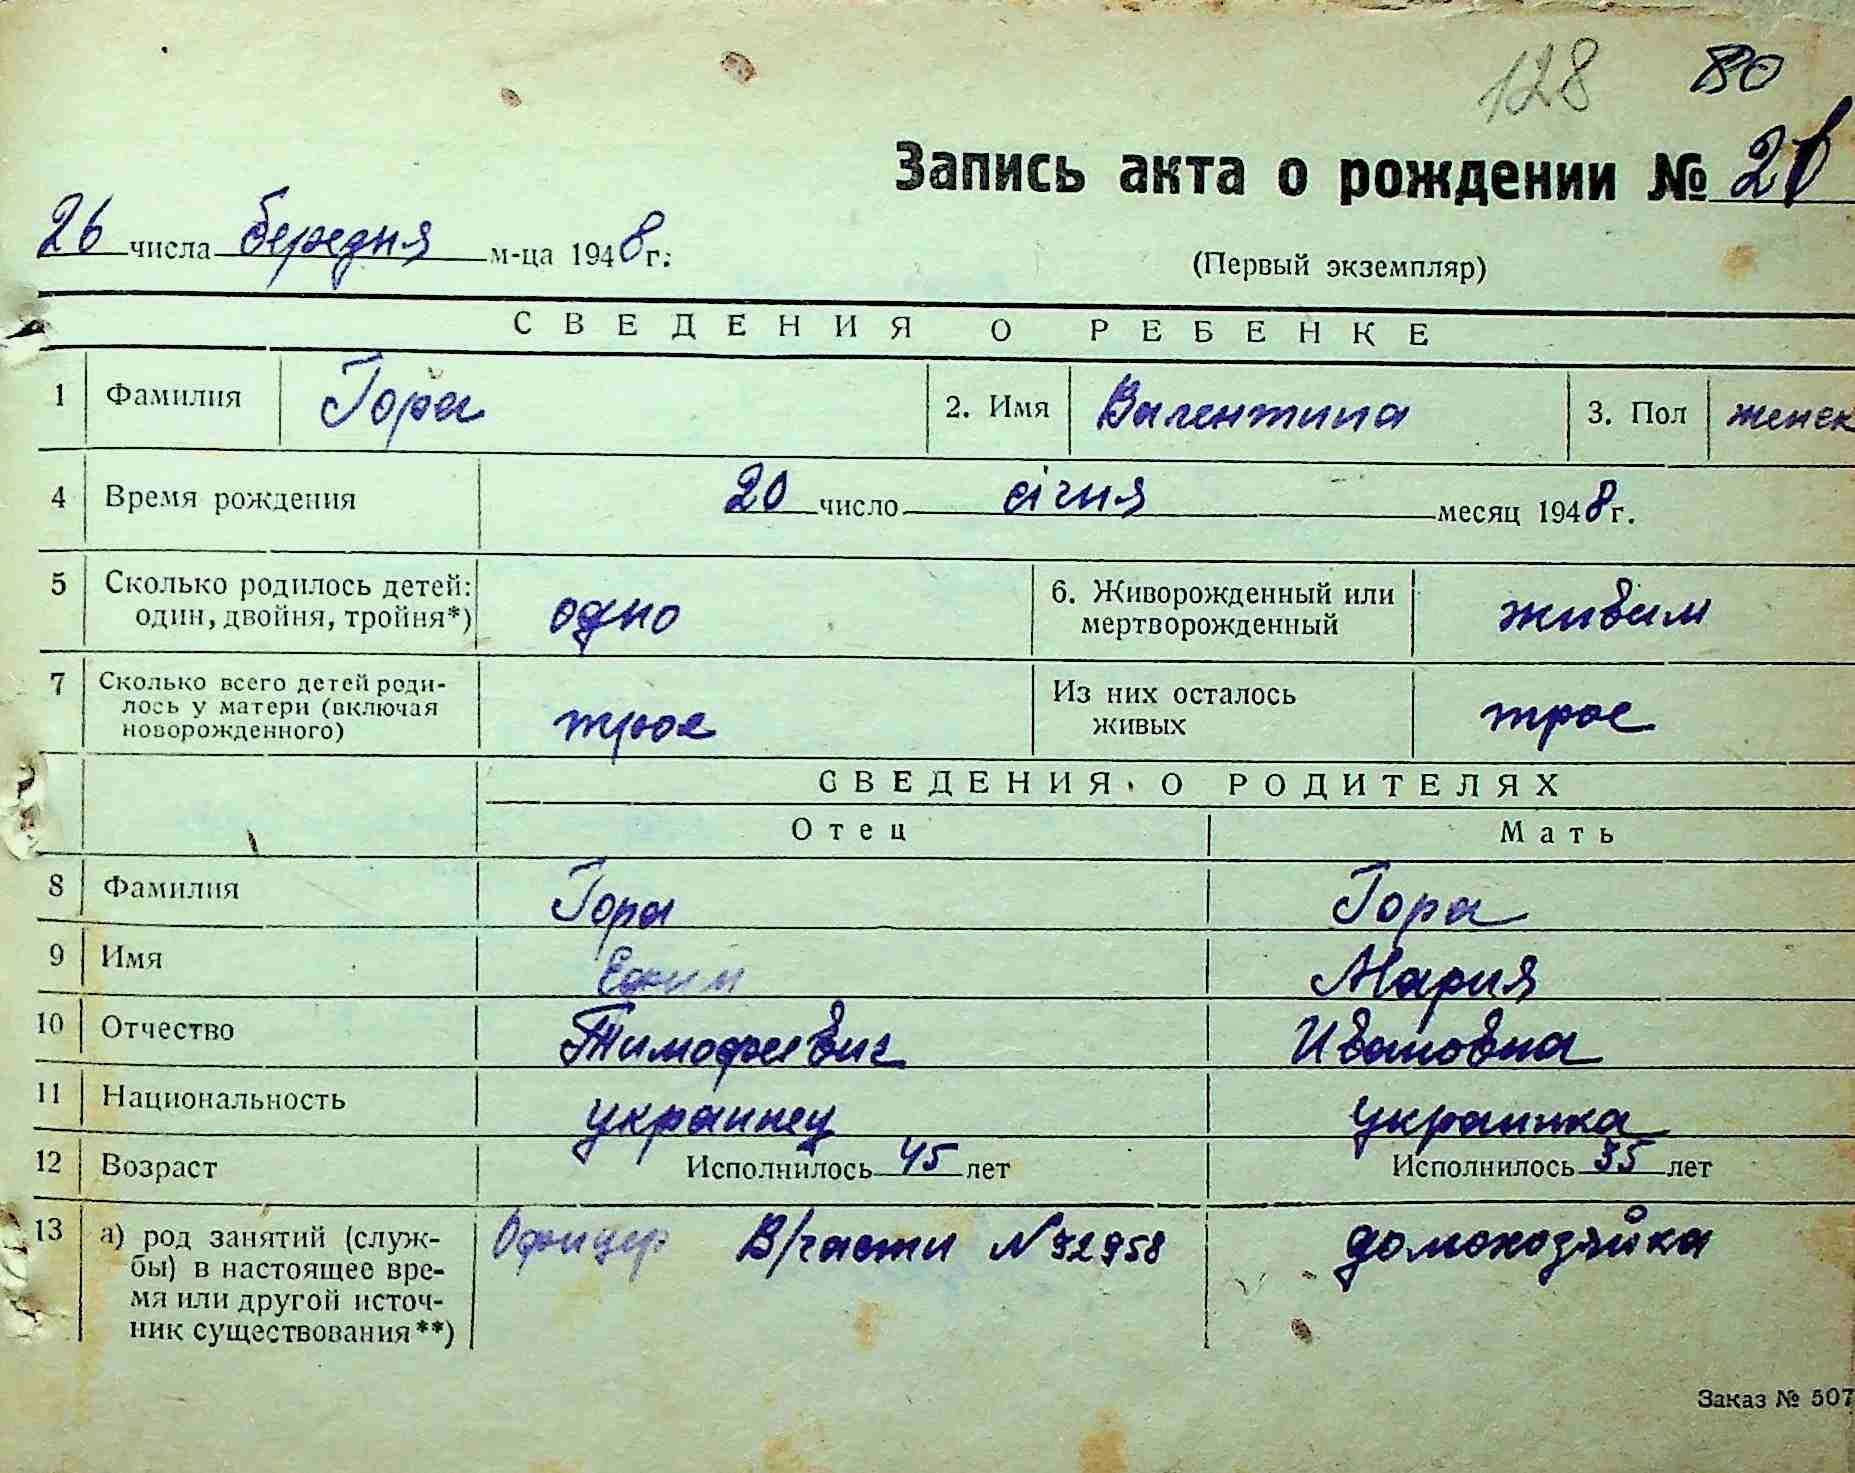 128 80
Запись акта о рождении №
26 числа березня м-ца 1948 г.
(Первый экземпляр)
СВЕДЕНИЯ О РЕБЕНКЕ
1 Фамилия Гора 2. Имя Валентина 3. Пол женск
4 Время рождения 20 число січня месяц 1948 г.
5 Сколько родилось детей: один, двойня, тройня*) одно 6. Живорожденный или мертворожденный живим
7 Сколько всего детей родилось у матери (включая новорожденного) трое Из них осталось живых трое
СВЕДЕНИЯ О РОДИТЕЛЯХ
Отец Мать
8 Фамилия Гора Гора
9 Имя Ефим Мария
10 Отчество Тимофеевич Ивановна
11 Национальность украинец украинка
12 Возраст Исполнилось 45 лет Исполнилось 35 лет
13 а) род занятий (службы) в настоящее время или другой источник существования**) Офицер В/части № 92958 домохозяйка
Заказ № 507